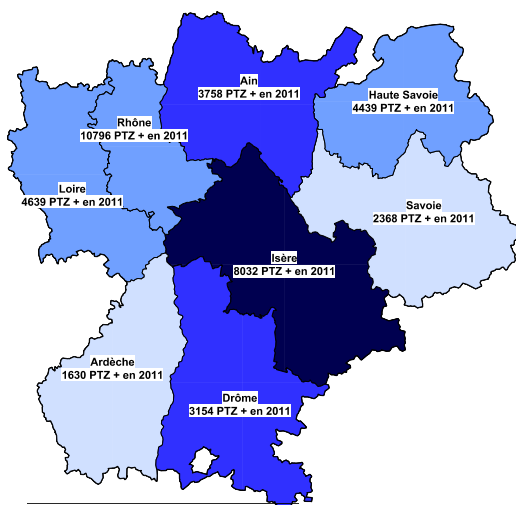 Ain
3758 PTZ + en 2011
Haute Savoie
4439 PTZ + en 2011
Rhône
10796 PTZ + en 2011
Loire
4639 PTZ + en 2011
Savoie
2368 PTZ + en 2011
Isère
8032 PTZ + en 2011
Ardèche
1630 PTZ + en 2011
Drôme
3154 PTZ + en 2011